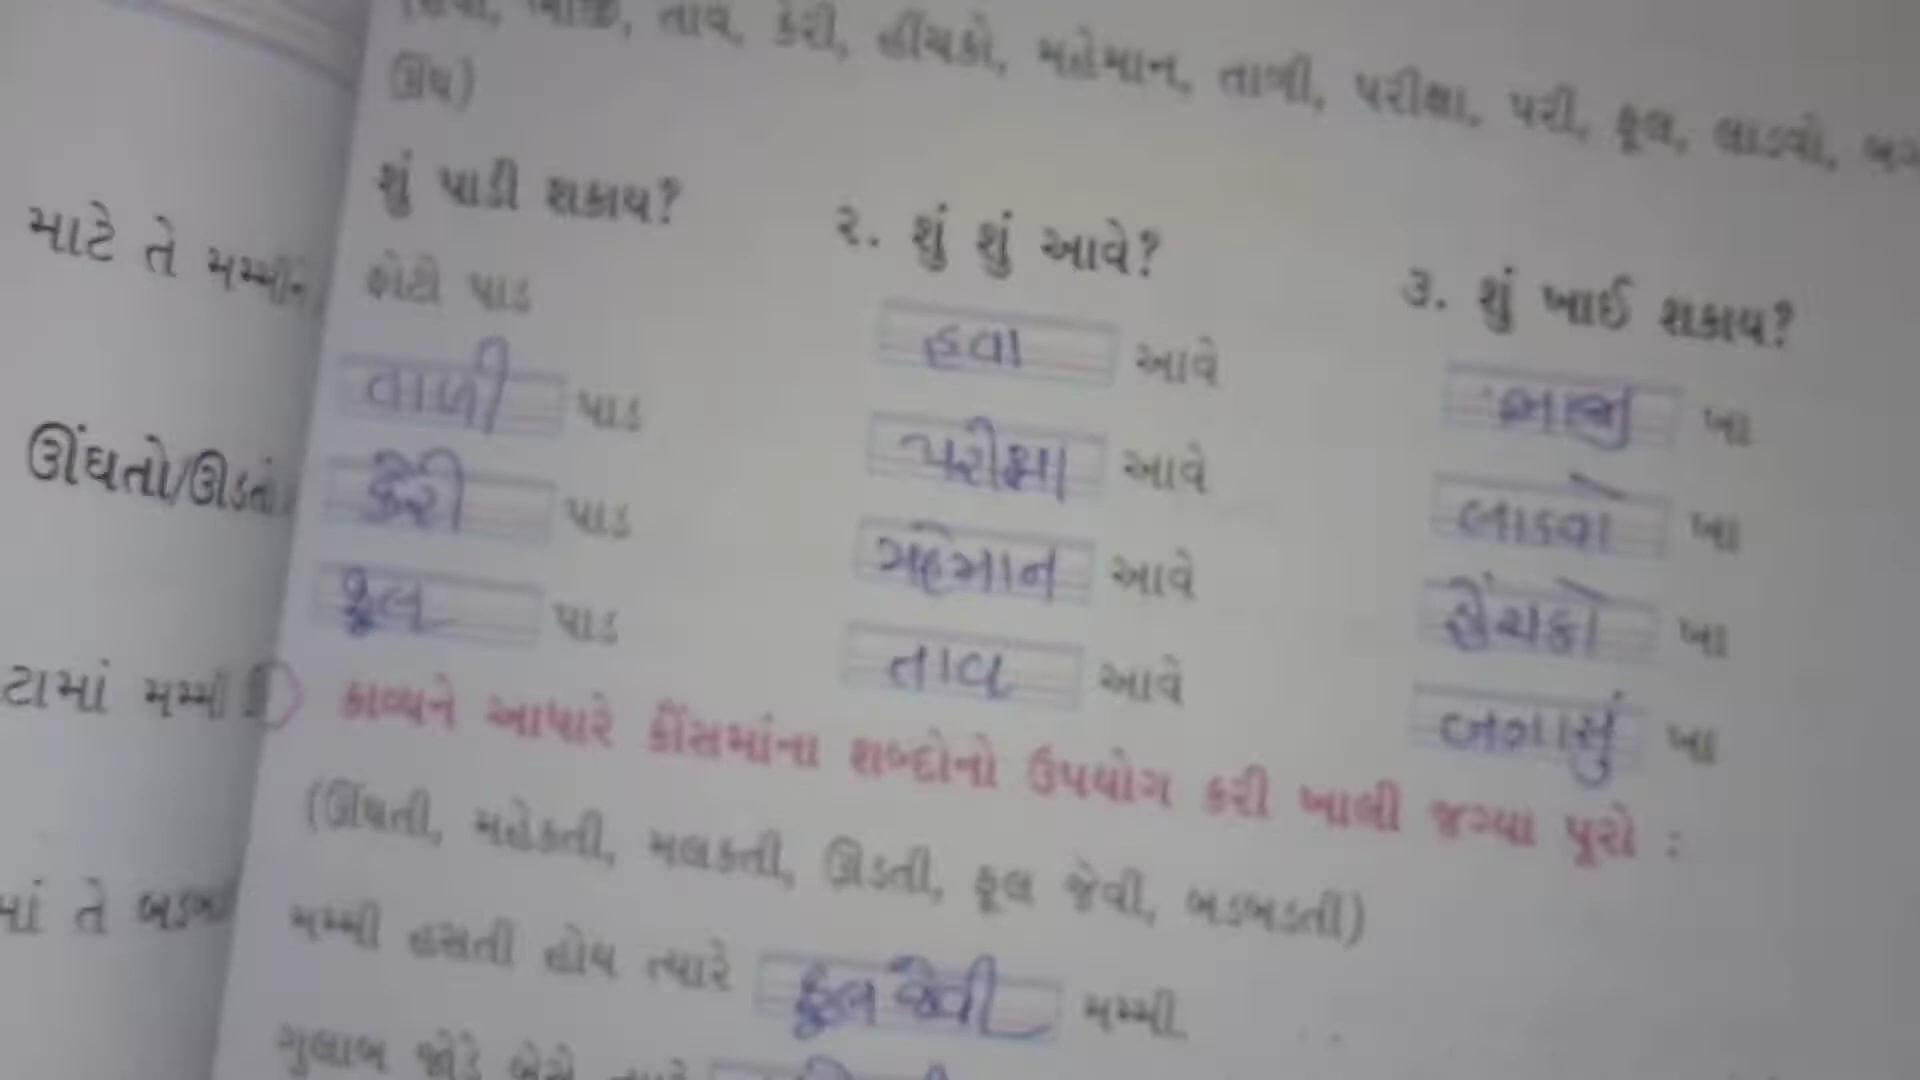 તાવ, કેરી, હીંચકો, મહેમાન, તાળી, પરીક્ષા, પરી, ફૂલ, લાડવો,
ઊંઘ)
શું પાડી શકાય?
ફોટો પાડ
તાળી પાડ
કેરી પાડ
ફૂલ પાડ
૨. શું શું આવે?
હવા આવે
પરીક્ષા આવે
મહેમાન આવે
તાવ આવે
૩. શું ખાઈ શકાય?
ખા
લાડવો ખા
હીંચકો ખા
બગાસું ખા
કાવ્યને આધારે કૌંસમાંના શબ્દોનો ઉપયોગ કરી ખાલી જગ્યા પૂરો :
(ઊંઘતી, મહેકતી, મલકતી, ઊડતી, ફૂલ જેવી, બડબડતી)
મમ્મી હસતી હોય ત્યારે ફૂલ જેવી મમ્મી
ગુલાબ જોડે બેસે ત્યારે
માટે તે મમ્મીને
ઊંઘતો/ઊડતો
ટામાં મમ્મી
માં તે